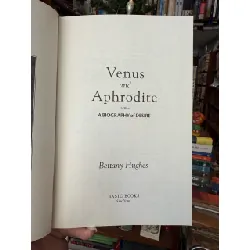 Venus
and
Aphrodite
A BIOGRAPHY of DESIRE
Bettany Hughes
BASIC BOOKS
New York